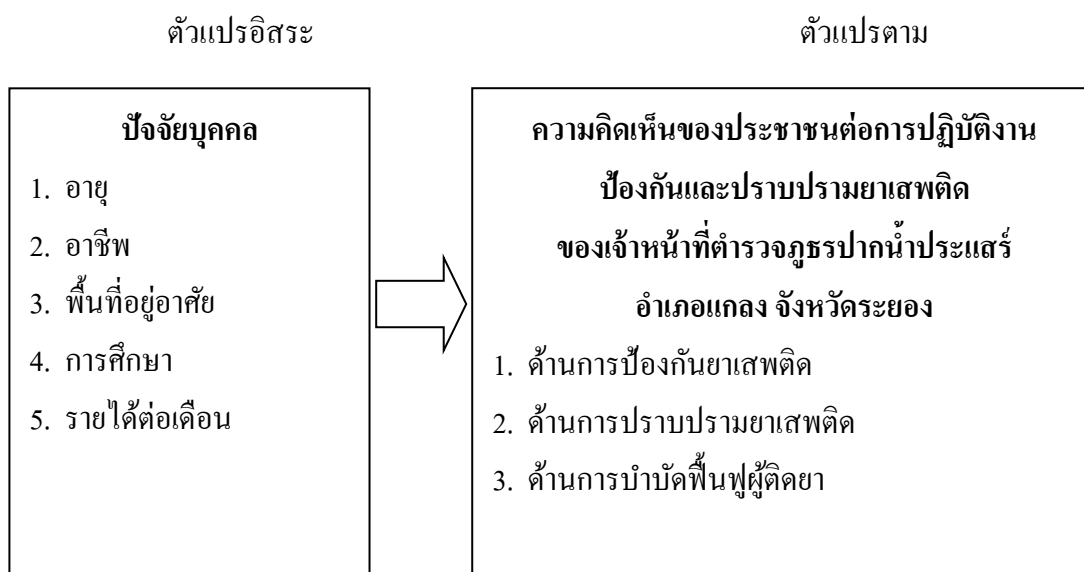 ตัวแปรอิสระ
ตัวแปรตาม
ปัจจัยบุคคล
1. อายุ
2. อาชีพ
3. พื้นที่อยู่อาศัย
4. การศึกษา
5. รายได้ต่อเดือน
ความคิดเห็นของประชาชนต่อการปฏิบัติงาน
ป้องกันและปราบปรามยาเสพติด
ของเจ้าหน้าที่ตำรวจภูธรปากน้ำประแสร์
อำเภอแกลง จังหวัดระยอง
1. ด้านการป้องกันยาเสพติด
2. ด้านการปราบปรามยาเสพติด
3. ด้านการบำบัดฟื้นฟูผู้ติดยา